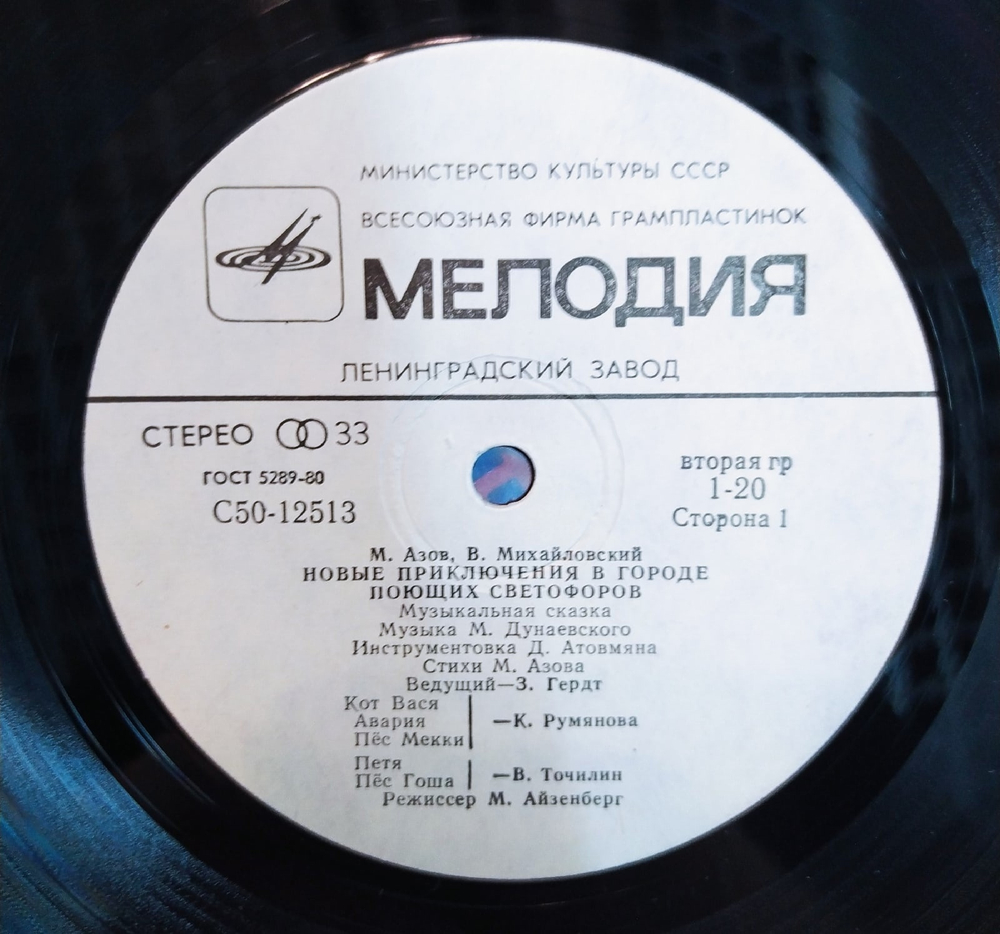 МИНИСТЕРСТВО КУЛЬТУРЫ СССР
ВСЕСОЮЗНАЯ ФИРМА ГРАМПЛАСТИНОК
МЕЛОДИЯ
ЛЕНИНГРАДСКИЙ ЗАВОД
СТЕРЕО 33
ГОСТ 5289-80
С50-12513
вторая гр
1-20
Сторона 1
М. Азов, В. Михайловский
НОВЫЕ ПРИКЛЮЧЕНИЯ В ГОРОДЕ
ПОЮЩИХ СВЕТОФОРОВ
Музыкальная сказка
Музыка М. Дунаевского
Инструментовка Д. Атовмяна
Стихи М. Азова
Ведущий—З. Гердт
Кот Вася
Авария —К. Румянова
Пёс Мекки
Петя
Пёс Гоша —В. Точилин
Режиссер М. Айзенберг